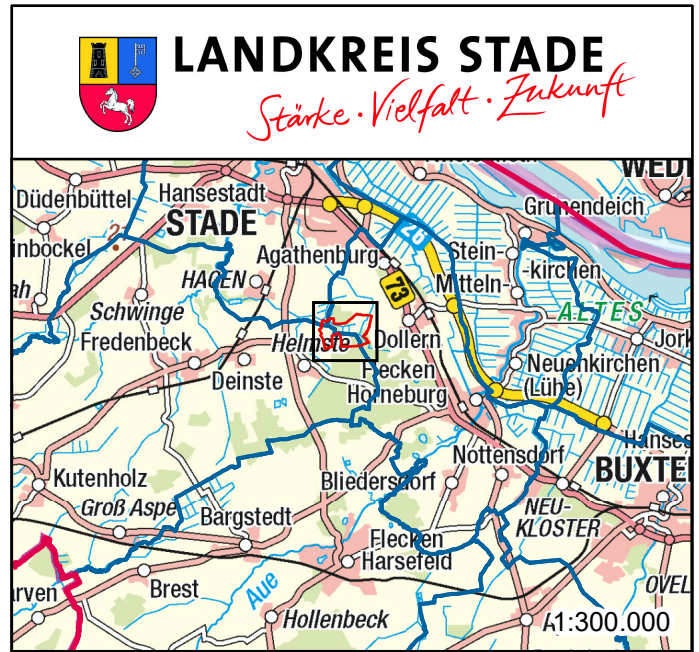 LANDKREIS STADE
Stärke · Vielfalt · Zukunft
WEDE
Düdenbüttel
Hansestadt
STADE
Grünendeich
inbockel
2
26
Agathenburg
Stein-
-kirchen
HAGEN
Mitteln-
73
ah
Schwinge
ALTES
Fredenbeck
Helmste
Dollern
Jork
Deinste
Flecken
Horneburg
Neuenkirchen
(Lühe)
Hanses
Nottensdorf
BUXTE
Kutenholz
Bliedersdorf
Groß Aspe
Bargstedt
NEU-
KLOSTER
Flecken
Harsefeld
arven
Brest
Aue
OVEL
Hollenbeck
1:300.000